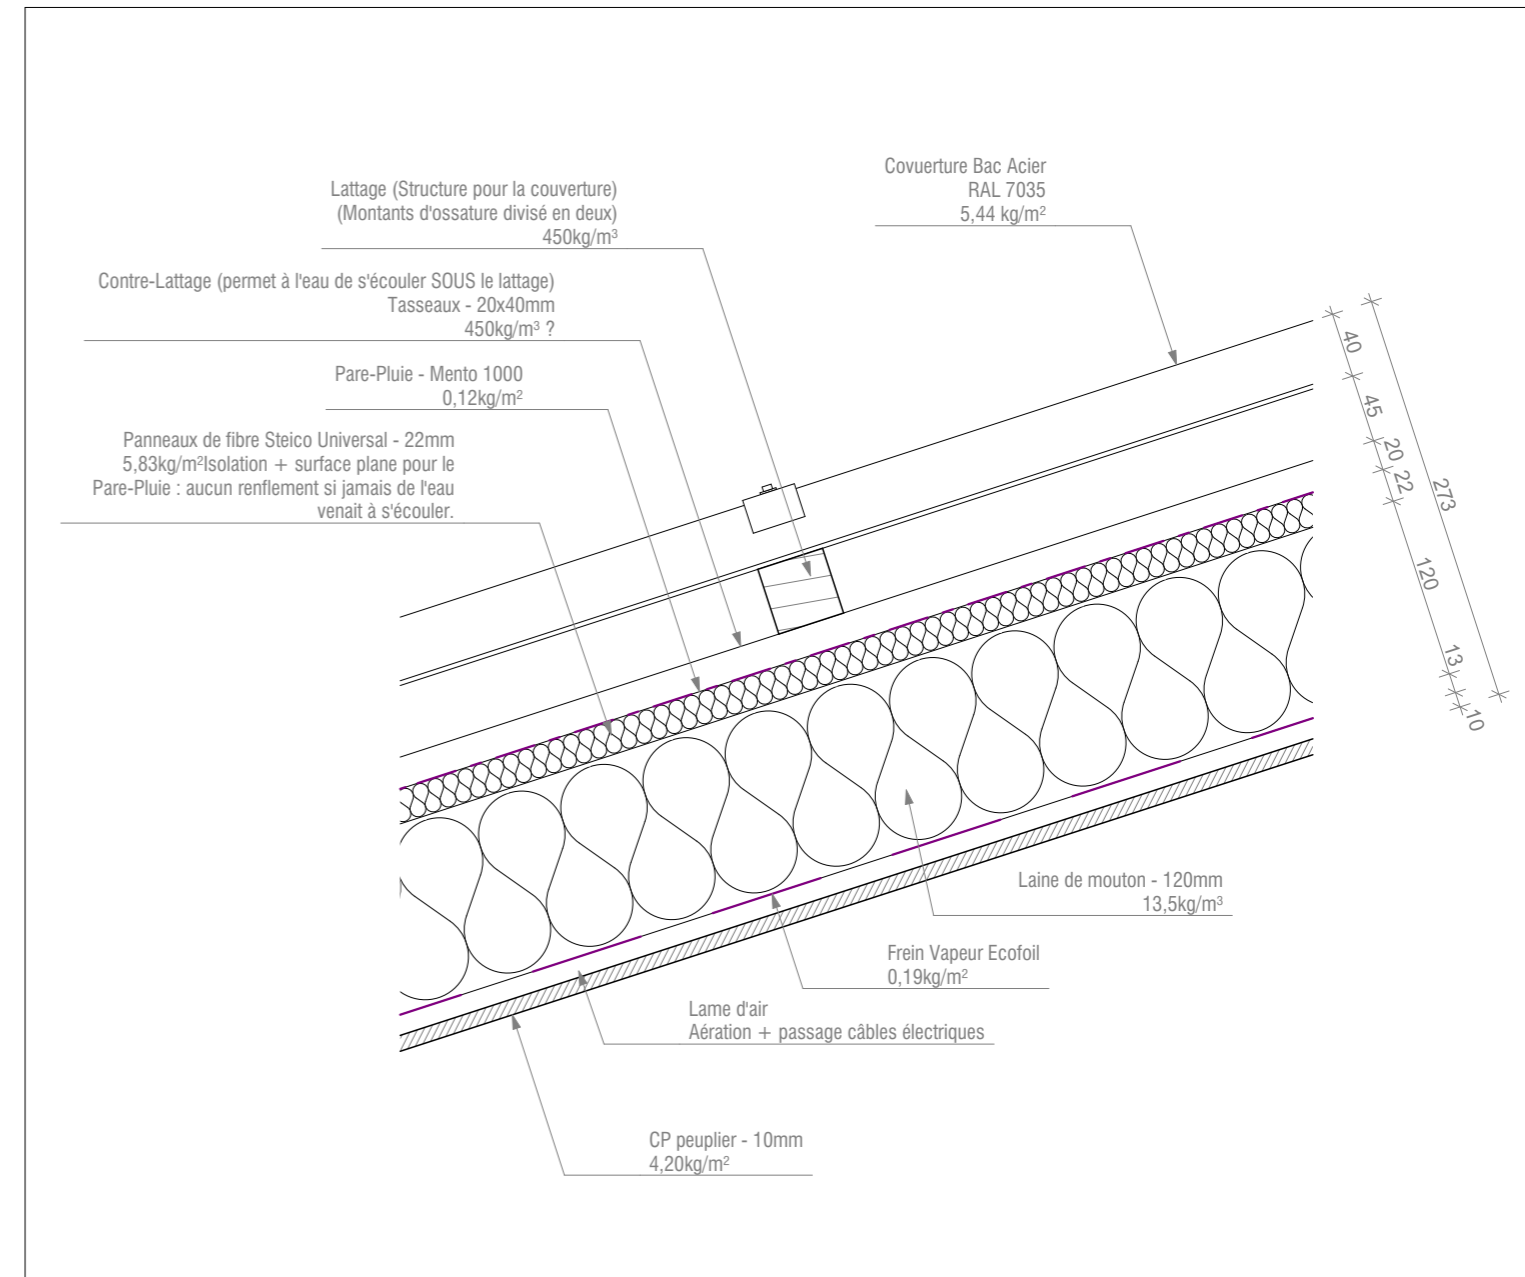 Covuerture Bac Acier
RAL 7035
5,44 kg/m²
Lattage (Structure pour la couverture)
(Montants d'ossature divisé en deux)
450kg/m³
Contre-Lattage (permet à l'eau de s'écouler SOUS le lattage)
Tasseaux - 20x40mm
450kg/m³ ?
Pare-Pluie - Mento 1000
0,12kg/m²
Panneaux de fibre Steico Universal - 22mm
5,83kg/m²Isolation + surface plane pour le
Pare-Pluie : aucun renflement si jamais de l'eau
venait à s'écouler.
40
45
20
22
273
120
13
10
Laine de mouton - 120mm
13,5kg/m³
Frein Vapeur Ecofoil
0,19kg/m²
Lame d'air
Aération + passage câbles électriques
CP peuplier - 10mm
4,20kg/m²